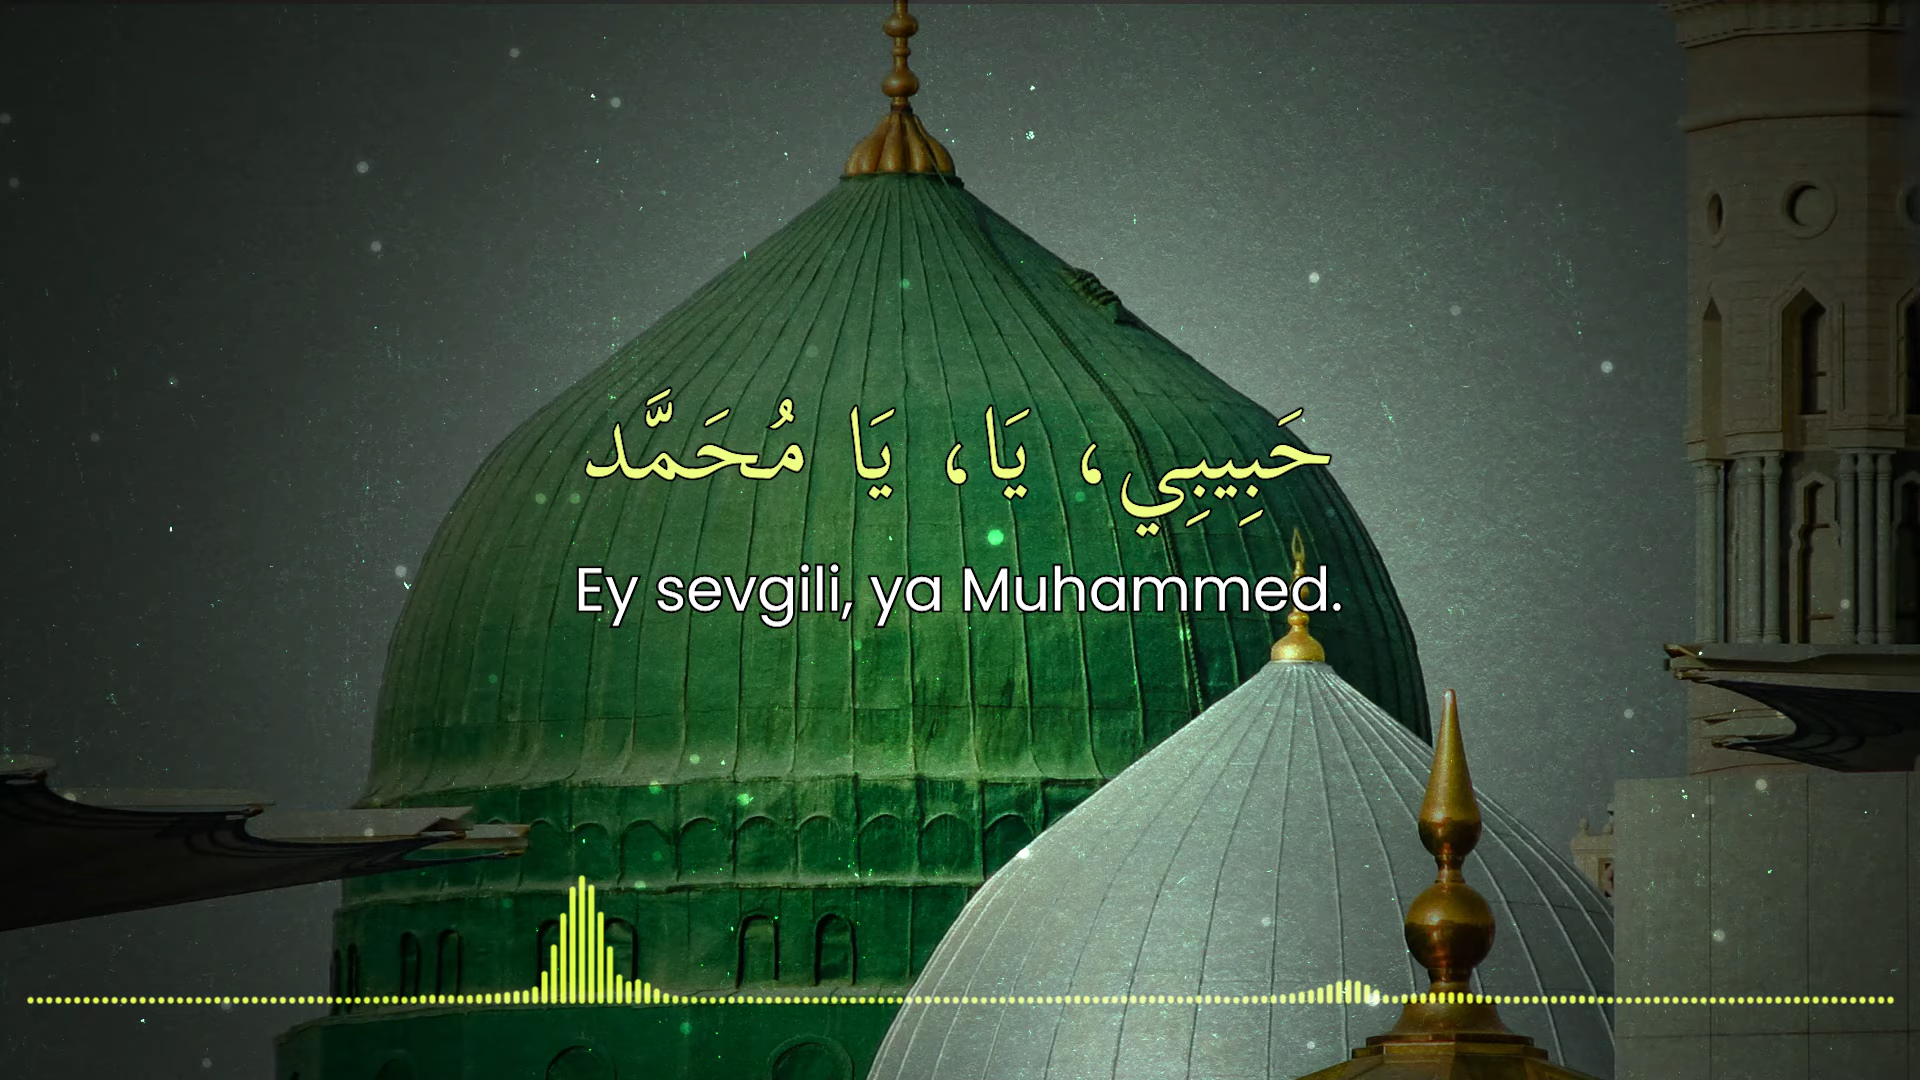 حَبِيبِي، يَا، يَا مُحَمَّد
Ey sevgili, ya Muhammed.